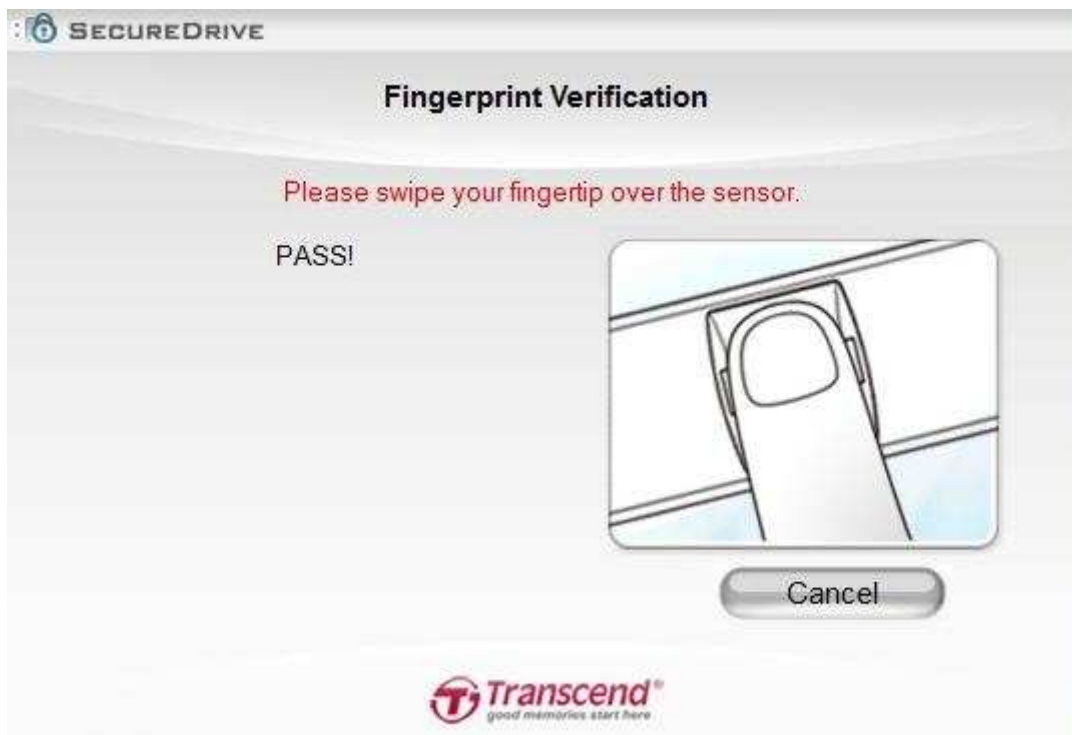 SECUREDRIVE
Fingerprint Verification
Please swipe your fingertip over the sensor.
PASS!
Cancel
Transcend®
good memories start here